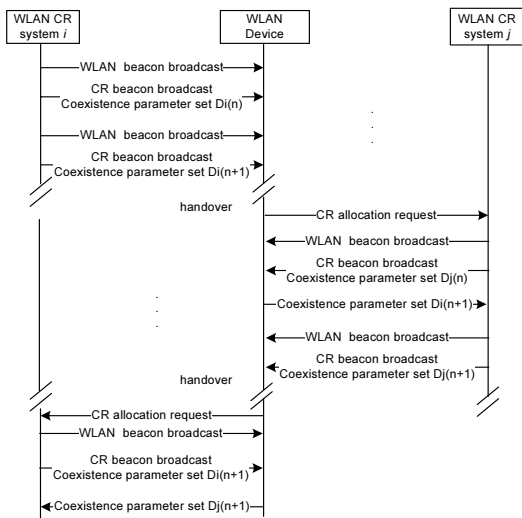 WLAN CR
system i
WLAN
Device
WLAN CR
system j
WLAN beacon broadcast
CR beacon broadcast
Coexistence parameter set Di(n)
WLAN beacon broadcast
CR beacon broadcast
Coexistence parameter set Di(n+1)
handover
CR allocation request
WLAN beacon broadcast
CR beacon broadcast
Coexistence parameter set Dj(n)
Coexistence parameter set Di(n+1)
WLAN beacon broadcast
CR beacon broadcast
Coexistence parameter set Dj(n+1)
handover
CR allocation request
WLAN beacon broadcast
CR beacon broadcast
Coexistence parameter set Di(n+1)
Coexistence parameter set Dj(n+1)